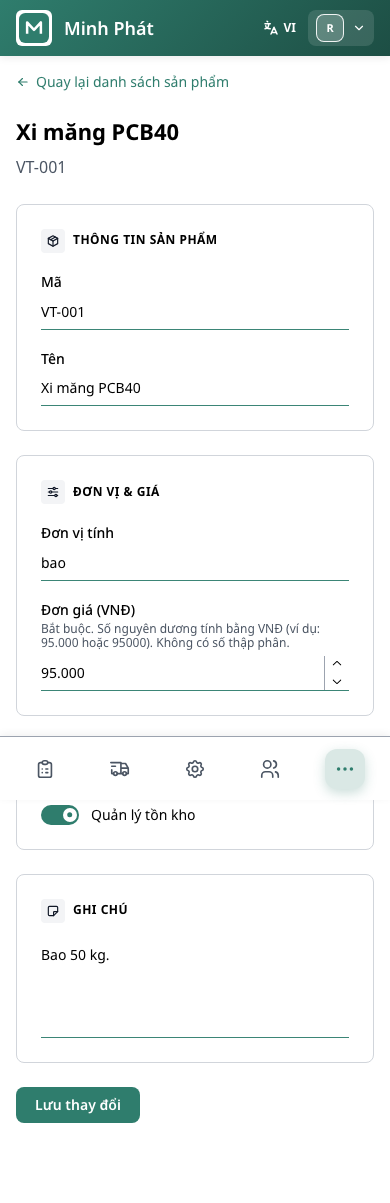 Minh Phát
VI
R
Quay lại danh sách sản phẩm
Xi măng PCB40
VT-001
THÔNG TIN SẢN PHẨM
Mã
VT-001
Tên
Xi măng PCB40
ĐƠN VỊ & GIÁ
Đơn vị tính
bao
Đơn giá (VNĐ)
Bắt buộc. Số nguyên dương tính bằng VNĐ (ví dụ:
95.000 hoặc 95000). Không có số thập phân.
95.000
Quản lý tồn kho
GHI CHÚ
Bao 50 kg.
Lưu thay đổi